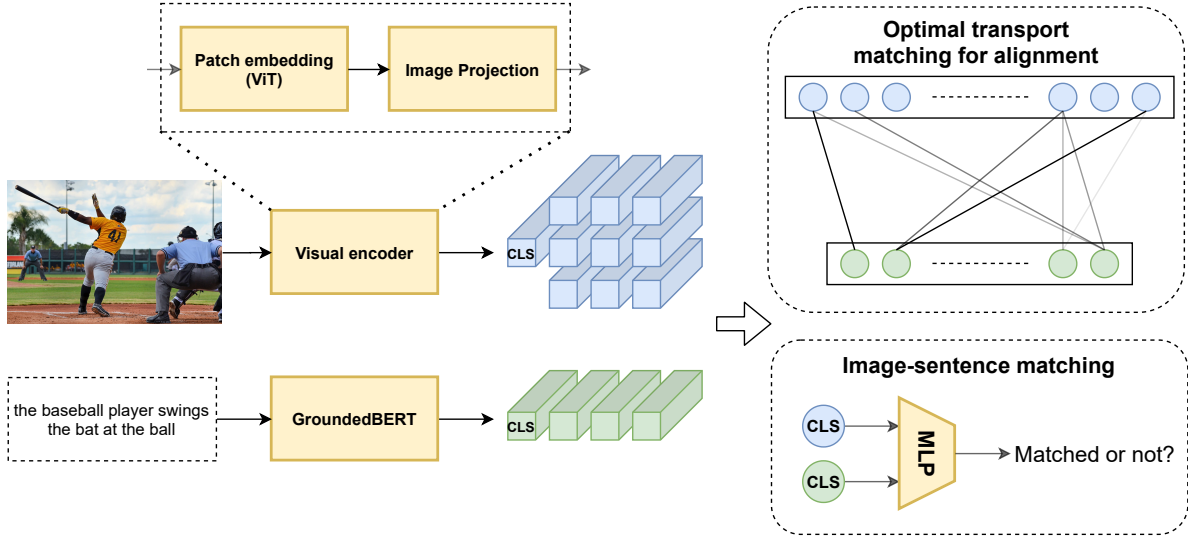 Patch embedding
(ViT)
Image Projection
Optimal transport
matching for alignment
Visual encoder
CLS
41
the baseball player swings
the bat at the ball
GroundedBERT
CLS
Image-sentence matching
CLS
CLS
MLP
Matched or not?